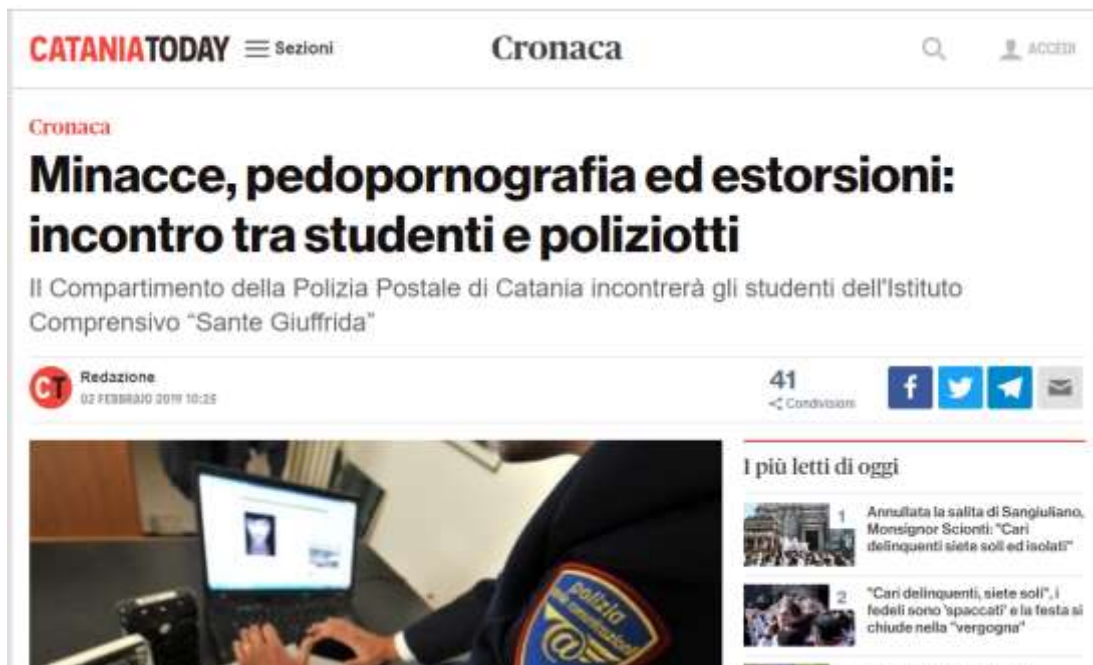 CATANIATODAY Sezioni Cronaca ACCEDI
Cronaca
Minacce, pedopornografia ed estorsioni:
incontro tra studenti e poliziotti
Il Compartimento della Polizia Postale di Catania incontrerà gli studenti dell'Istituto
Comprensivo “Sante Giuffrida”
CT Redazione
02 FEBBRAIO 2019 10:25
41
Condivisioni
I più letti di oggi
1 Annullata la salita di Sangiuliano,
Monsignor Scionti: "Cari
delinquenti siete soli ed isolati"
2 "Cari delinquenti, siete soli", i
fedeli sono 'spaccati' e la festa si
chiude nella "vergogna"
polizia